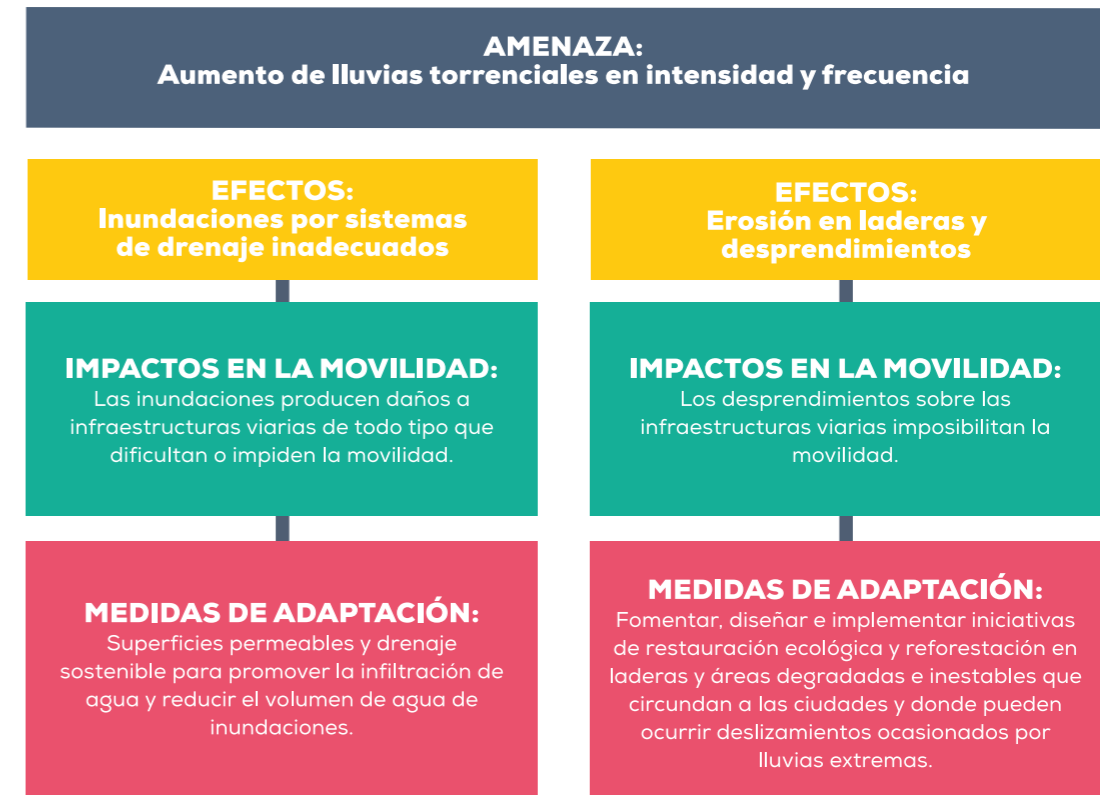 AMENAZA:
Aumento de lluvias torrenciales en intensidad y frecuencia
EFECTOS:
Inundaciones por sistemas
de drenaje inadecuados
IMPACTOS EN LA MOVILIDAD:
Las inundaciones producen daños a
infraestructuras viarias de todo tipo que
dificultan o impiden la movilidad.
MEDIDAS DE ADAPTACIÓN:
Superficies permeables y drenaje
sostenible para promover la infiltración de
agua y reducir el volumen de agua de
inundaciones.
EFECTOS:
Erosión en laderas y
desprendimientos
IMPACTOS EN LA MOVILIDAD:
Los desprendimientos sobre las
infraestructuras viarias imposibilitan la
movilidad.
MEDIDAS DE ADAPTACIÓN:
Fomentar, diseñar e implementar iniciativas
de restauración ecológica y reforestación en
laderas y áreas degradadas e inestables que
circundan a las ciudades y donde pueden
ocurrir deslizamientos ocasionados por
lluvias extremas.